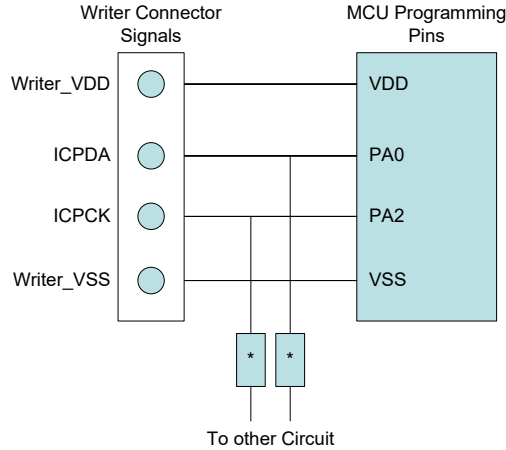 Writer Connector
Signals
MCU Programming
Pins
Writer_VDD
VDD
ICPDA
PA0
ICPCK
PA2
Writer_VSS
VSS
* *
To other Circuit